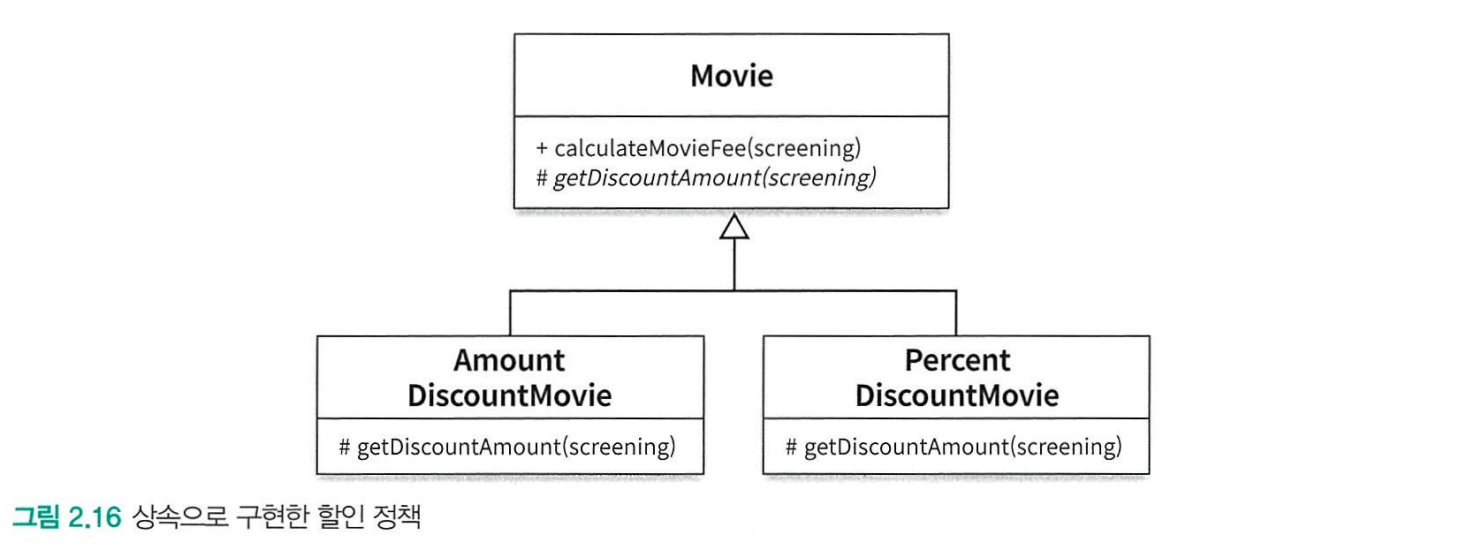 Movie
+ calculateMovieFee(screening)
# getDiscountAmount(screening)
Amount
DiscountMovie
# getDiscountAmount(screening)
Percent
DiscountMovie
# getDiscountAmount(screening)
그림 2.16 상속으로 구현한 할인 정책